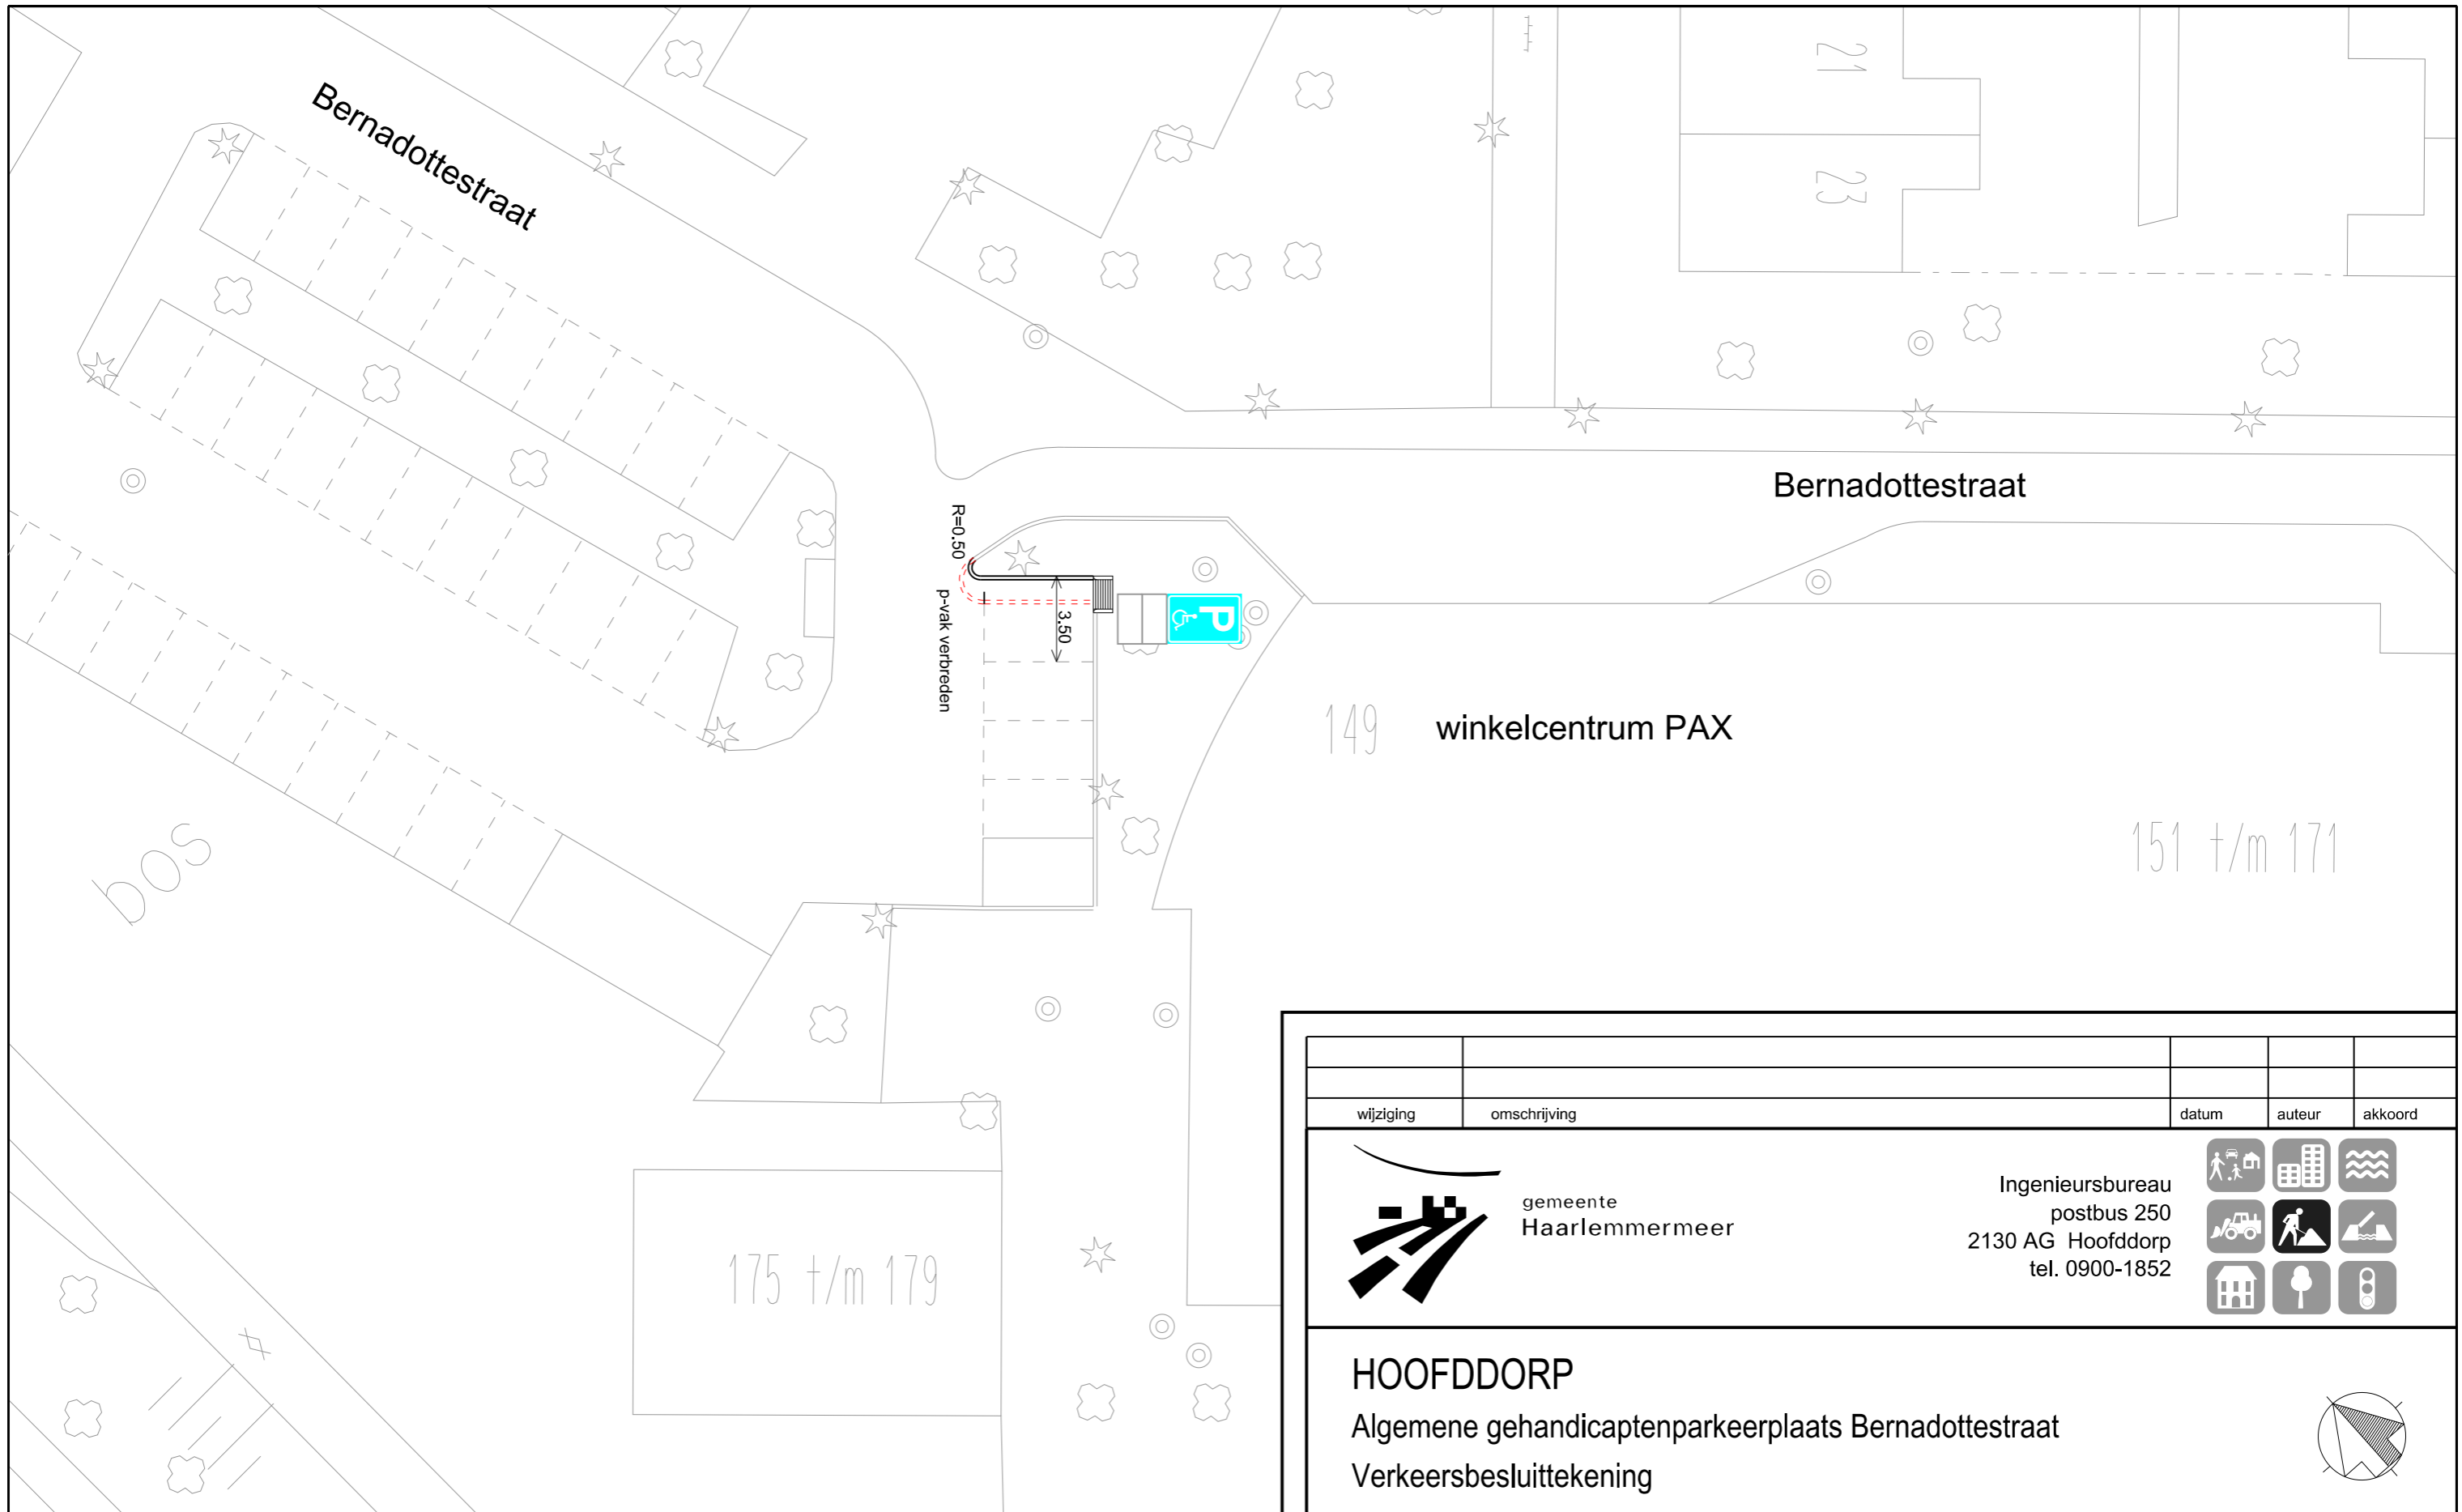 Bernadottestraat
21
23
Bernadottestraat
R=0.50
p-vak verbreden
3.50
P
149
winkelcentrum PAX
151 t/m 171
bos
175 t/m 179
wijziging omschrijving datum auteur akkoord
gemeente
Haarlemmermeer
Ingenieursbureau
postbus 250
2130 AG Hoofddorp
tel. 0900-1852
HOOFDDORP
Algemene gehandicaptenparkeerplaats Bernadottestraat
Verkeersbesluittekening